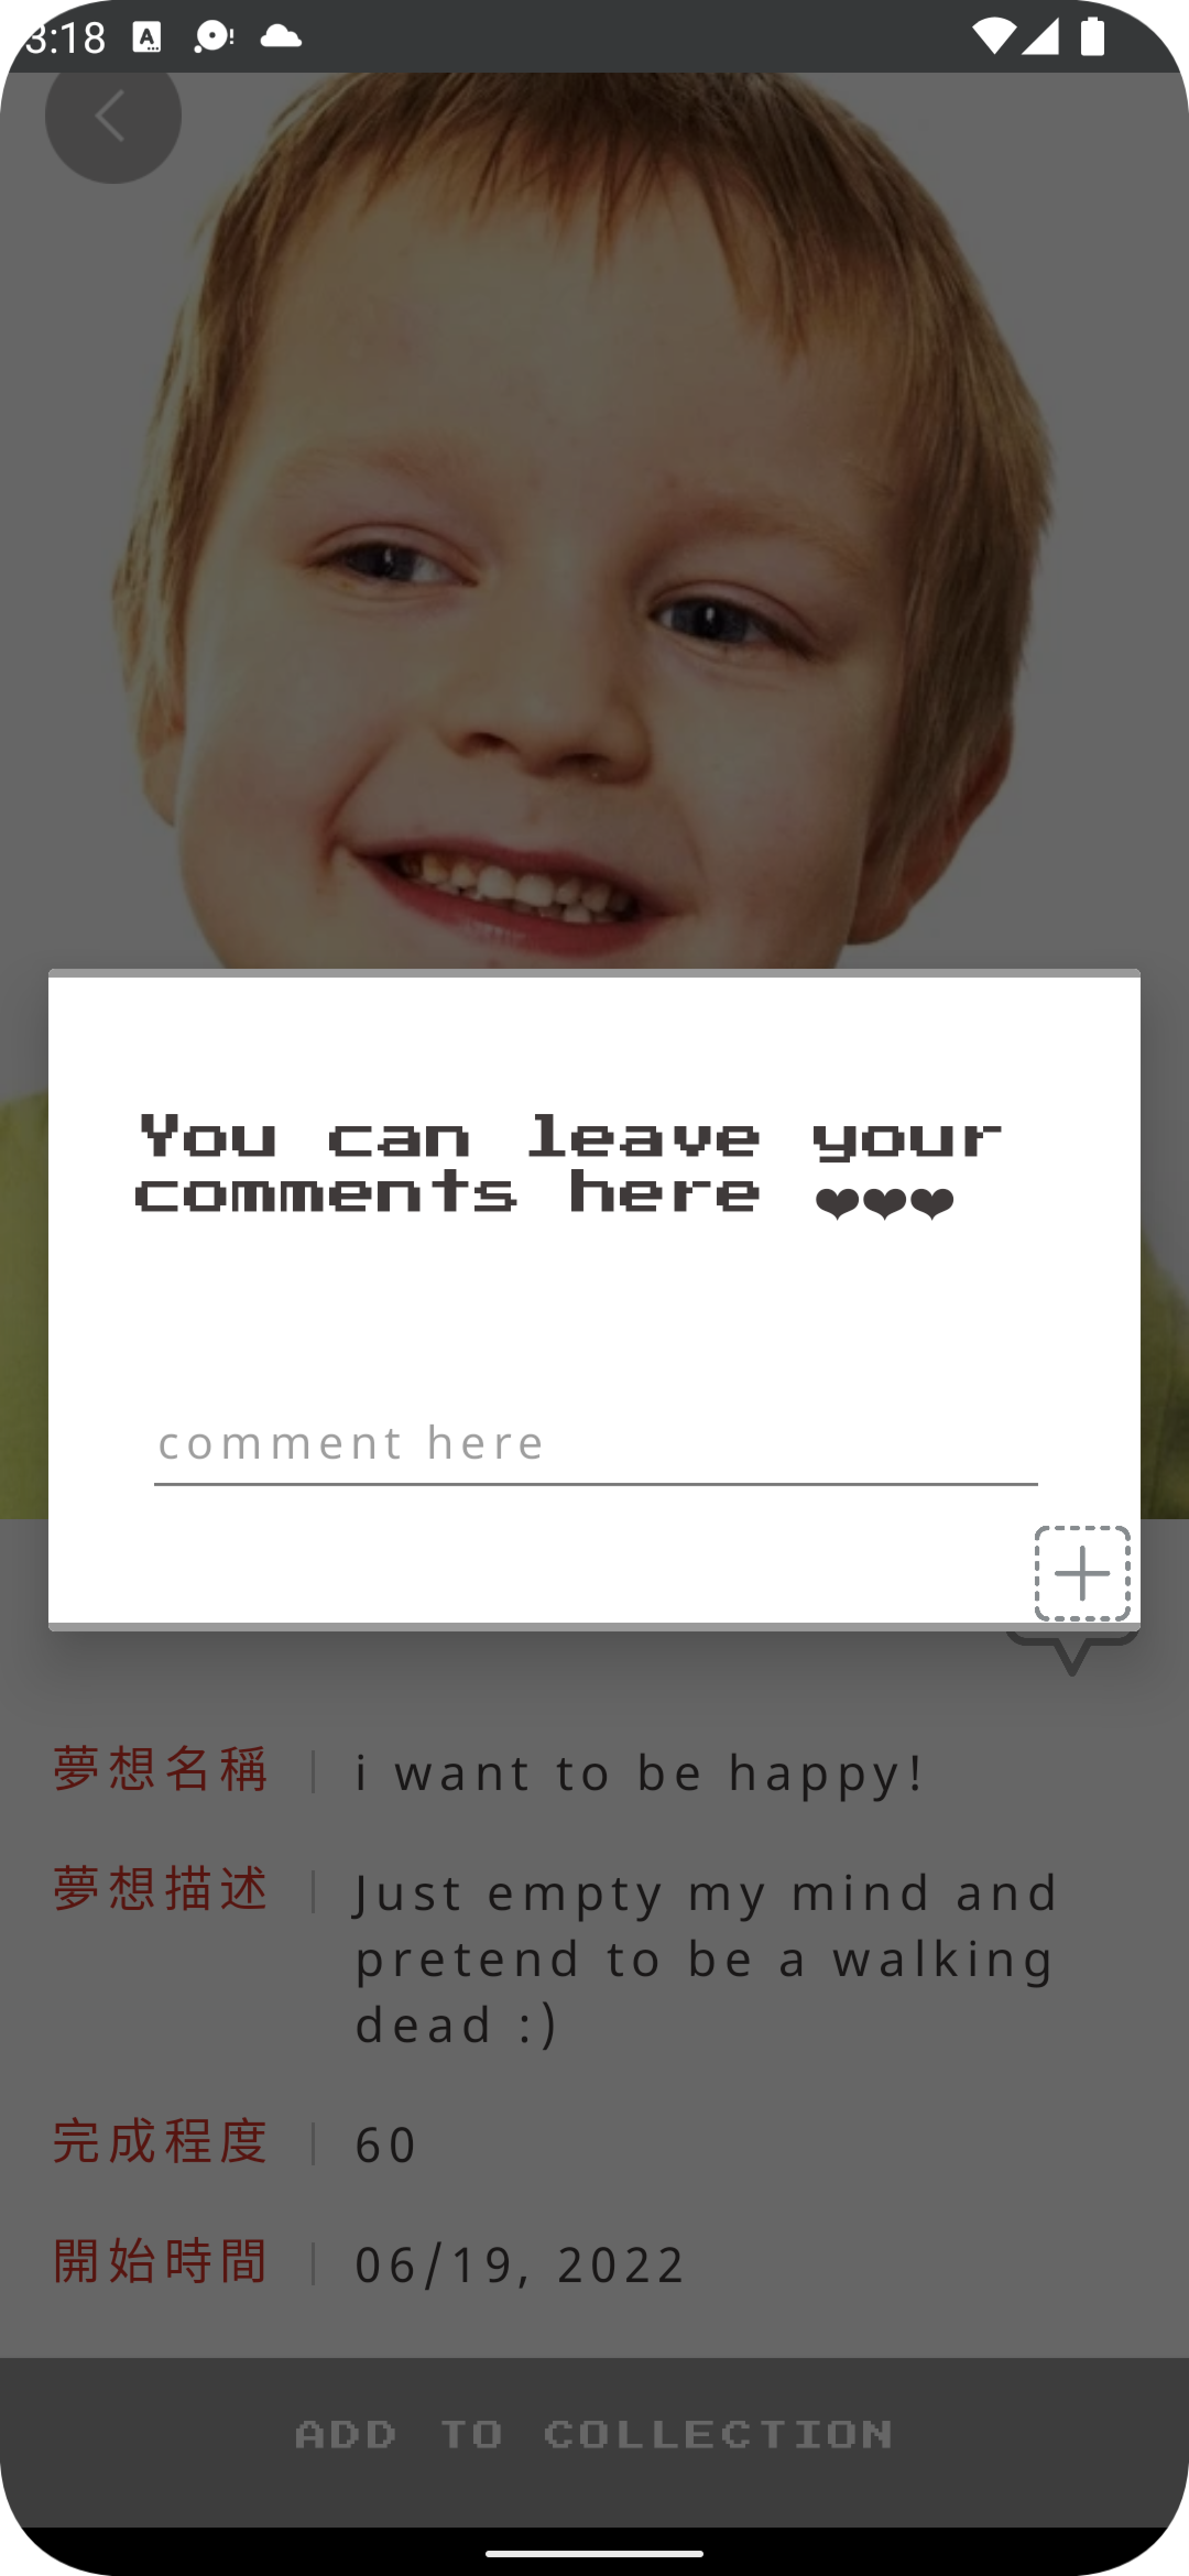 3:18
You can leave your
comments here ❤❤❤
comment here
夢想名稱 | i want to be happy!
夢想描述 | Just empty my mind and
pretend to be a walking
dead :)
完成程度 | 60
開始時間 | 06/19, 2022
ADD TO COLLECTION